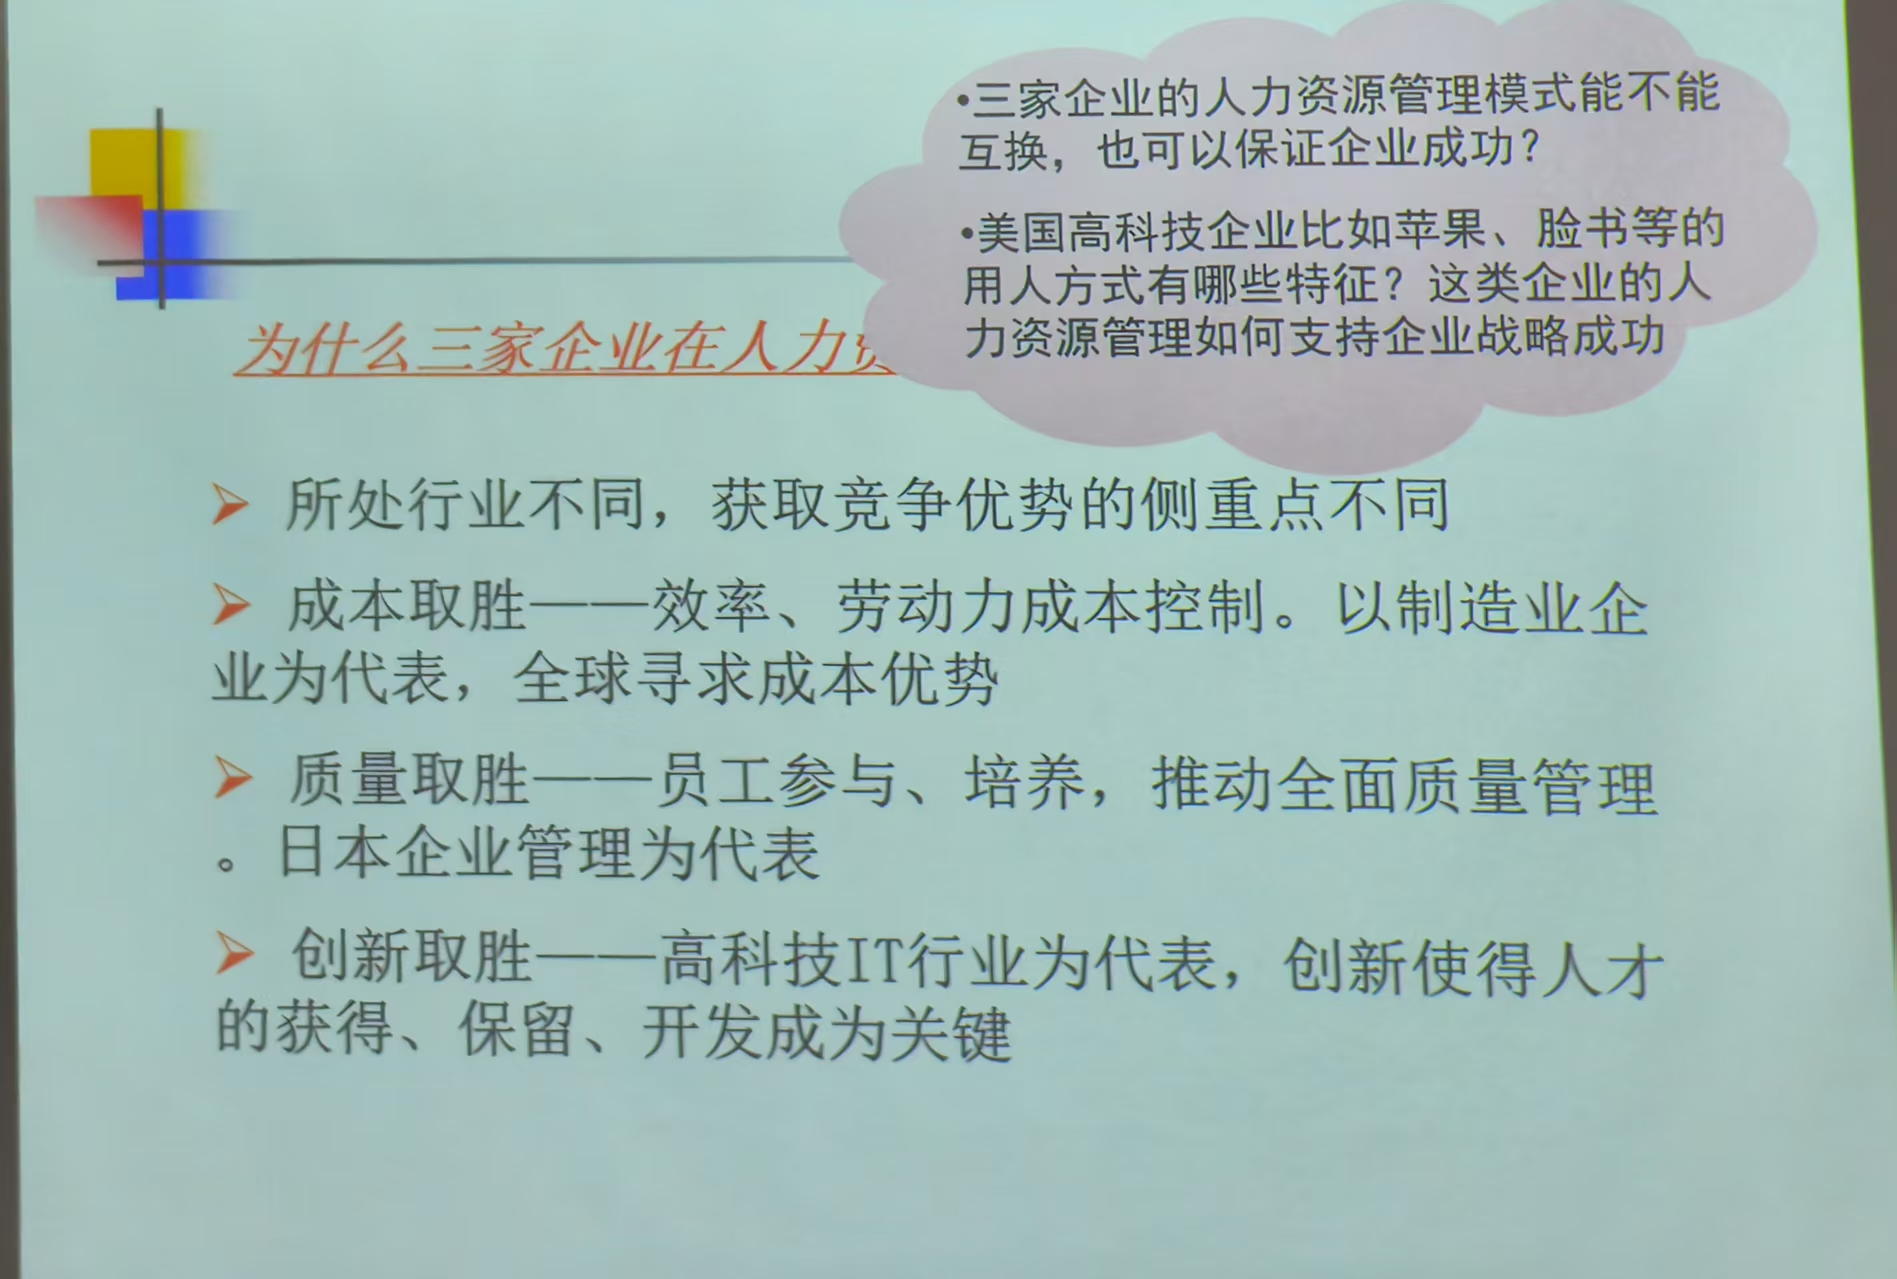 •三家企业的人力资源管理模式能不能
互换，也可以保证企业成功？
•美国高科技企业比如苹果、脸书等的
用人方式有哪些特征？这类企业的人
力资源管理如何支持企业战略成功
为什么三家企业在人力
所处行业不同，获取竞争优势的侧重点不同
成本取胜——效率、劳动力成本控制。以制造业企
业为代表，全球寻求成本优势
质量取胜——员工参与、培养，推动全面质量管理
。日本企业管理为代表
创新取胜——高科技IT行业为代表，创新使得人才
的获得、保留、开发成为关键